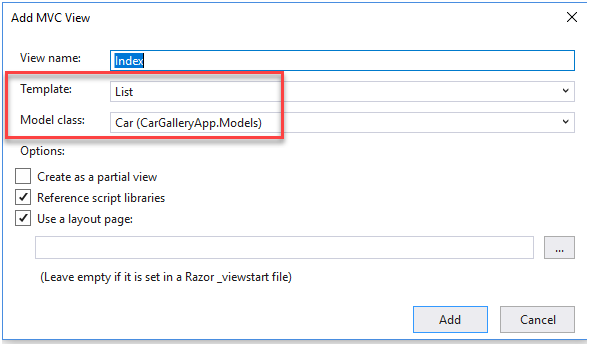 Add MVC View
View name: Index
Template: List
Model class: Car (CarGalleryApp.Models)
Options:
Create as a partial view
Reference script libraries
Use a layout page:
...
(Leave empty if it is set in a Razor _viewstart file)
Add Cancel